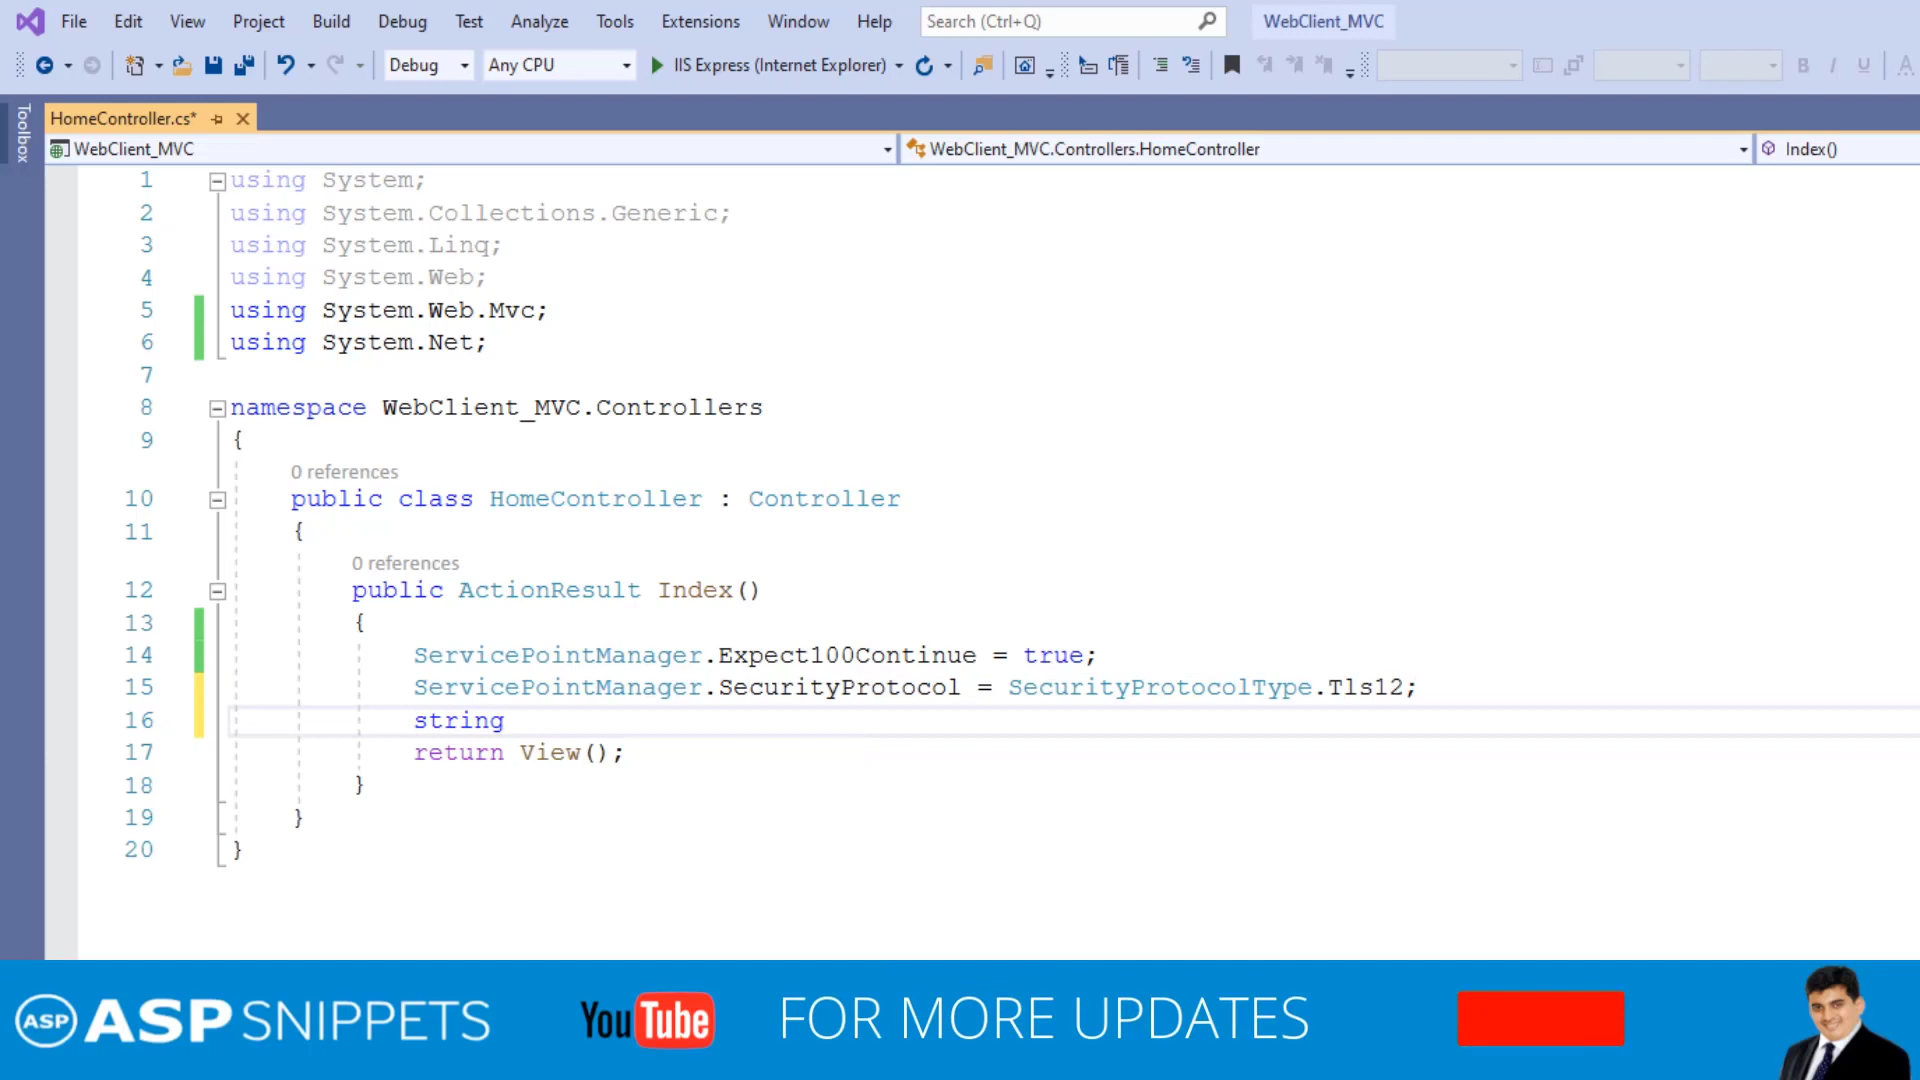 File Edit View Project Build Debug Test Analyze Tools Extensions Window Help Search (Ctrl+Q) WebClient_MVC
Debug Any CPU IIS Express (Internet Explorer) B I U A
Toolbox
HomeController.cs*
WebClient_MVC WebClient_MVC.Controllers.HomeController Index()
1 using System;
2 using System.Collections.Generic;
3 using System.Linq;
4 using System.Web;
5 using System.Web.Mvc;
6 using System.Net;
7
8 namespace WebClient_MVC.Controllers
9 {
0 references
10 public class HomeController : Controller
11 {
0 references
12 public ActionResult Index()
13 {
14 ServicePointManager.Expect100Continue = true;
15 ServicePointManager.SecurityProtocol = SecurityProtocolType.Tls12;
16 string
17 return View();
18 }
19 }
20 }
ASP ASPSNIPPETS YouTube FOR MORE UPDATES